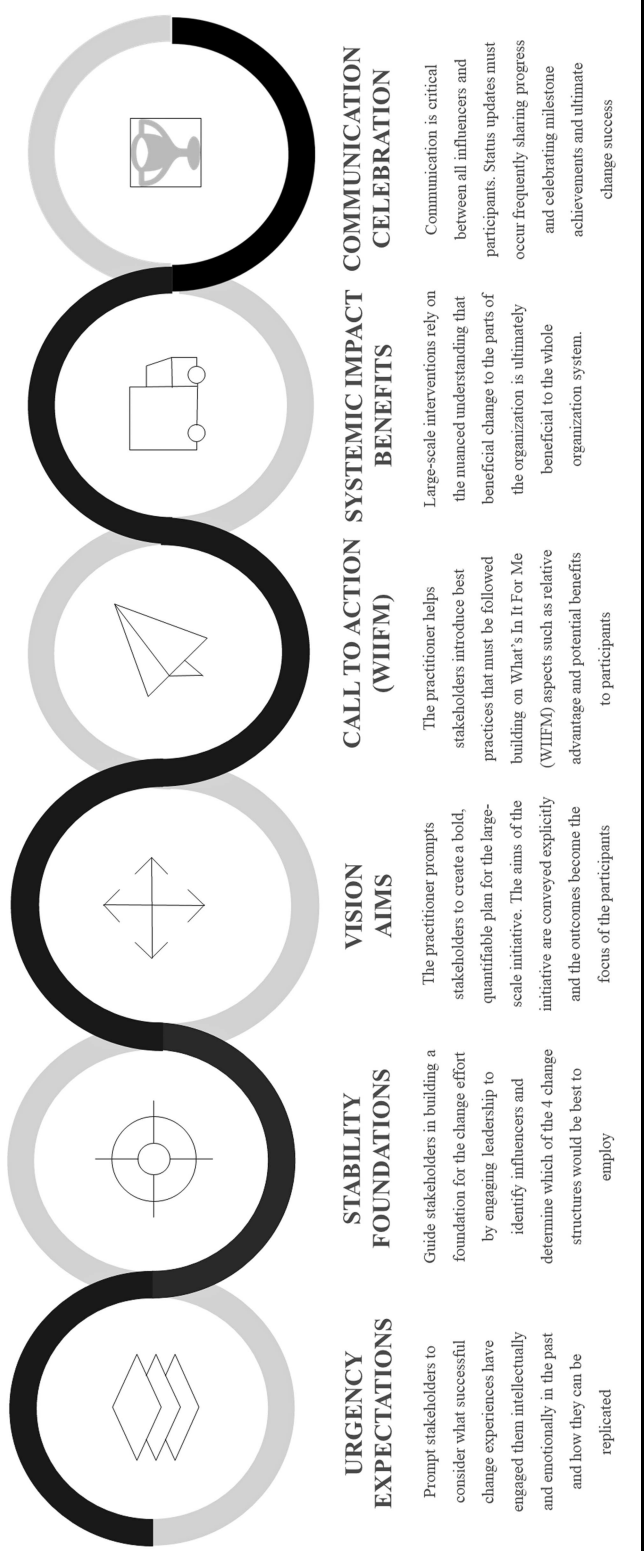 URGENCY
EXPECTATIONS
Prompt stakeholders to
consider what successful
change experiences have
engaged them intellectually
and emotionally in the past
and how they can be
replicated
STABILITY
FOUNDATIONS
Guide stakeholders in building a
foundation for the change effort
by engaging leadership to
identify influencers and
determine which of the 4 change
structures would be best to
employ
VISION
AIMS
The practitioner prompts
stakeholders to create a bold,
quantifiable plan for the large-
scale initiative. The aims of the
initiative are conveyed explicitly
and the outcomes become the
focus of the participants
CALL TO ACTION
(WIIFM)
The practitioner helps
stakeholders introduce best
practices that must be followed
building on What's In It For Me
(WIIFM) aspects such as relative
advantage and potential benefits
to participants
SYSTEMIC IMPACT
BENEFITS
Large-scale interventions rely on
the nuanced understanding that
beneficial change to the parts of
the organization is ultimately
beneficial to the whole
organization system.
COMMUNICATION
CELEBRATION
Communication is critical
between all influencers and
participants. Status updates must
occur frequently sharing progress
and celebrating milestone
achievements and ultimate
change success